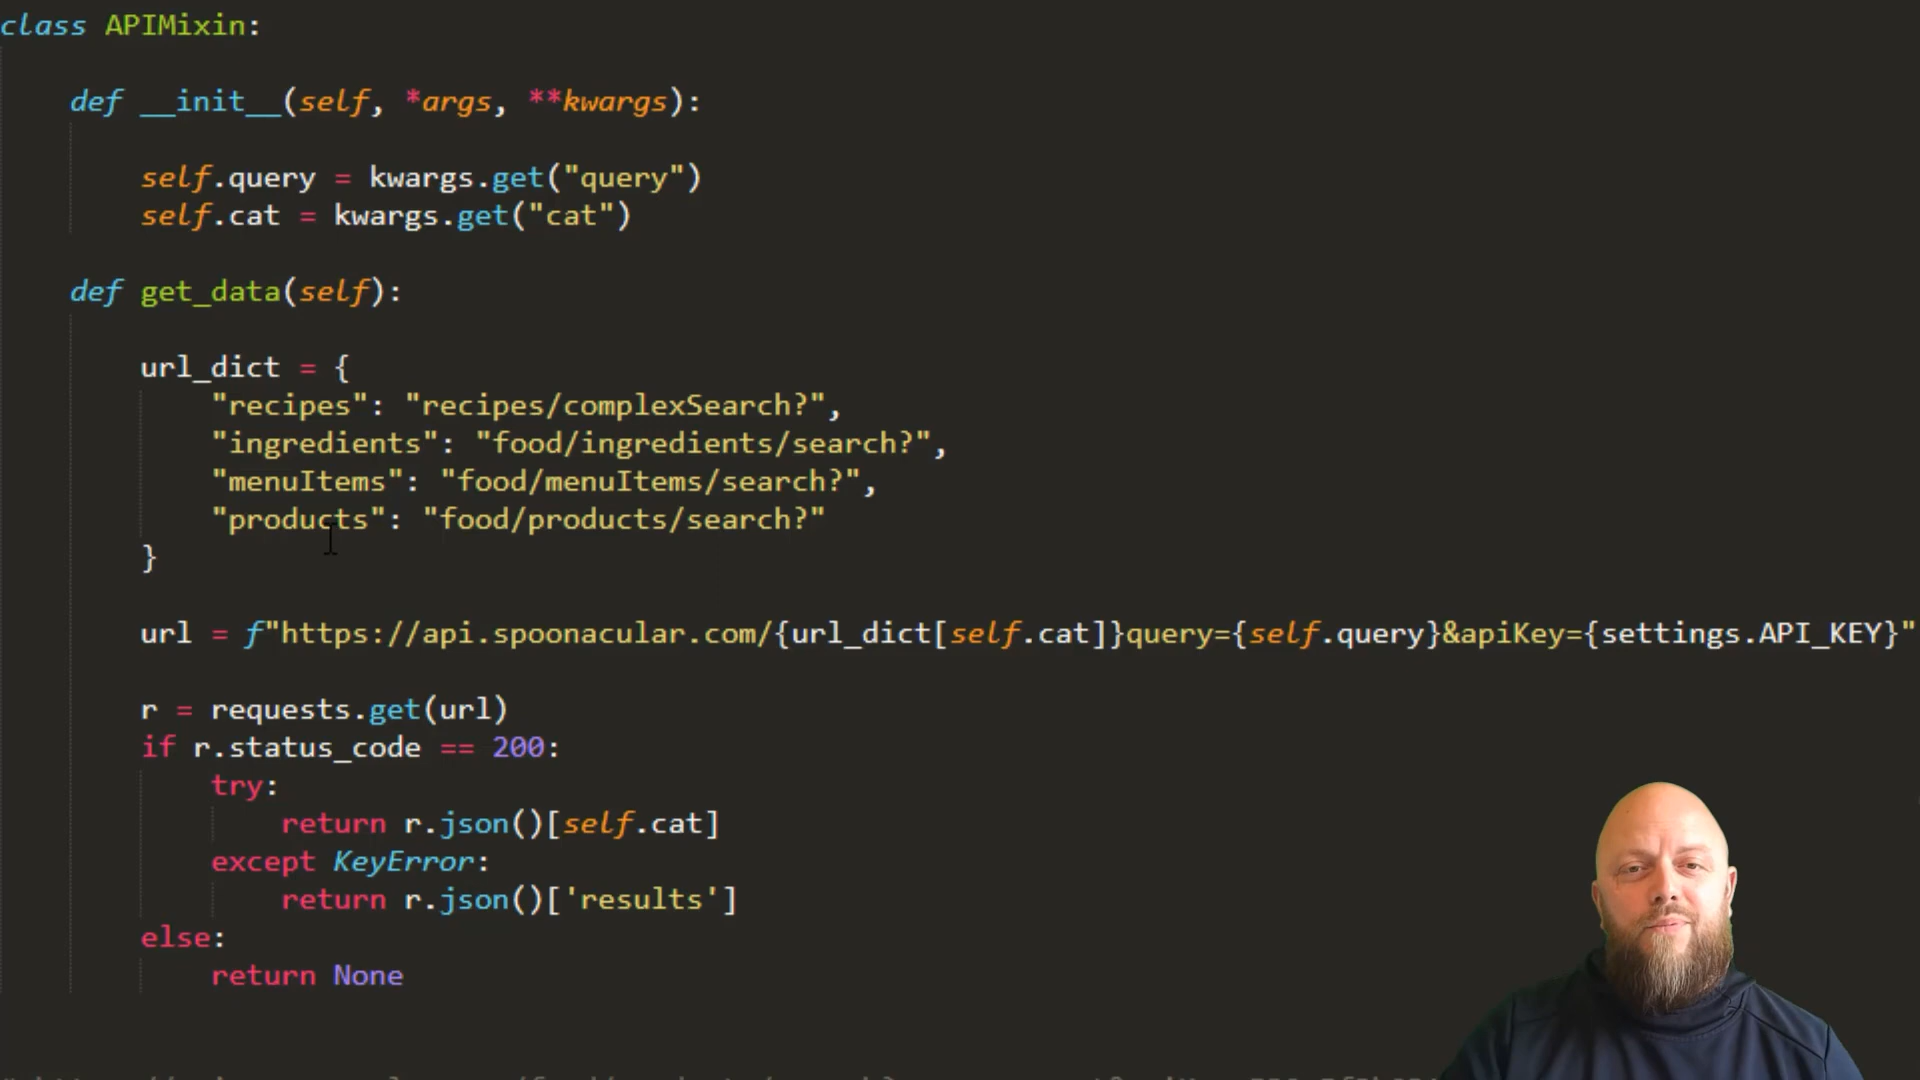 class APIMixin:
def __init__(self, *args, **kwargs):
self.query = kwargs.get("query")
self.cat = kwargs.get("cat")
def get_data(self):
url_dict = {
"recipes": "recipes/complexSearch?",
"ingredients": "food/ingredients/search?",
"menuItems": "food/menuItems/search?",
"products": "food/products/search?"
}
url = f"https://api.spoonacular.com/{url_dict[self.cat]}query={self.query}&apiKey={settings.API_KEY}"
r = requests.get(url)
if r.status_code == 200:
try:
return r.json()[self.cat]
except KeyError:
return r.json()['results']
else:
return None